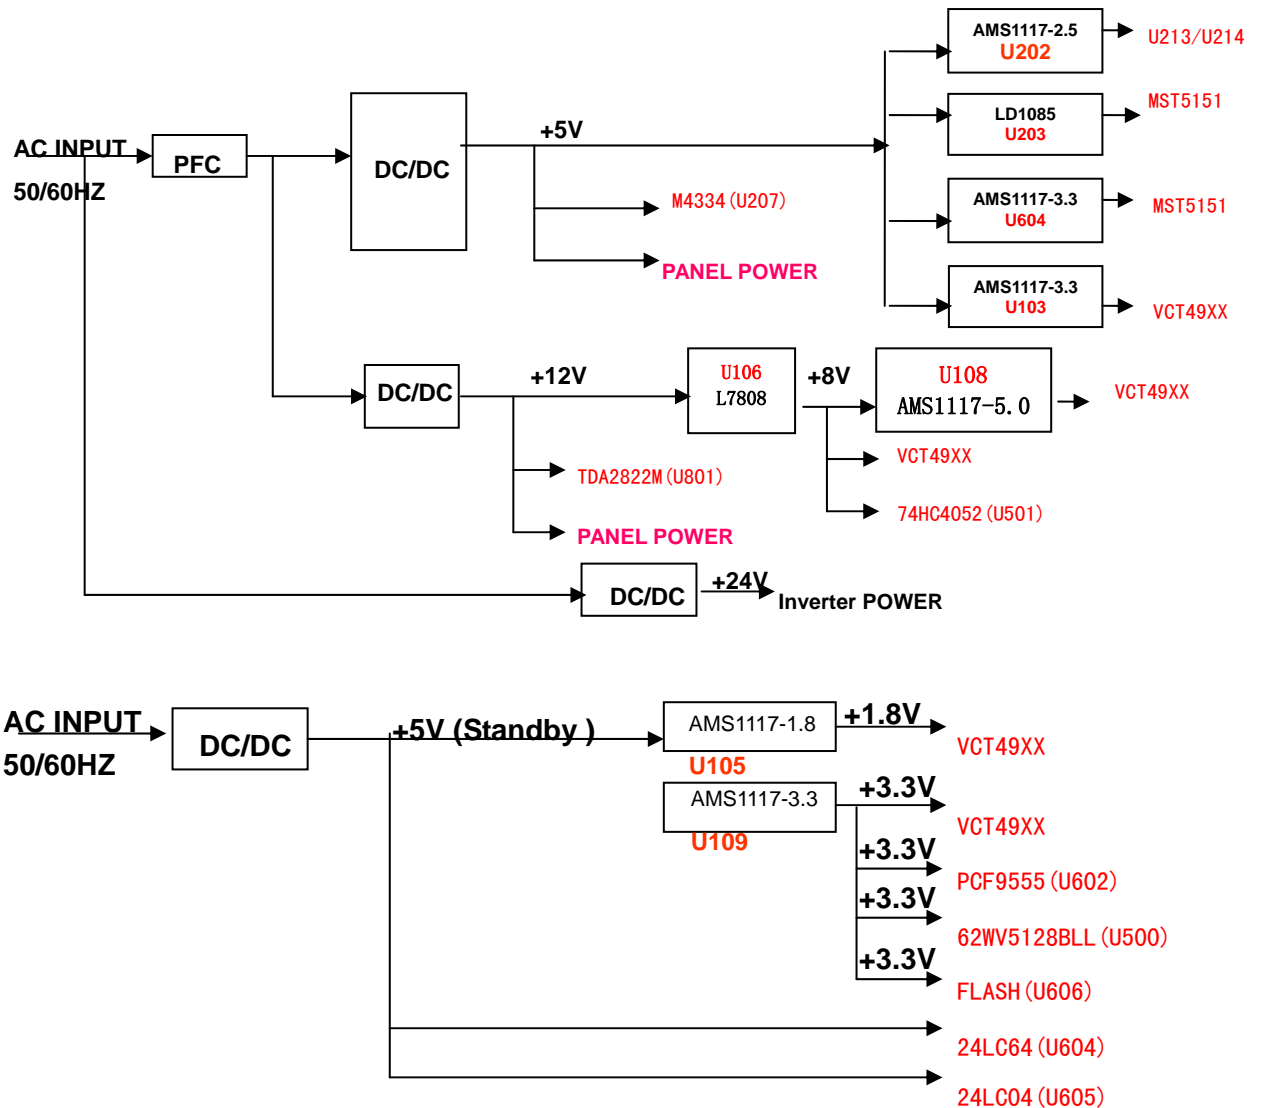 AMS1117-2.5
U202
U213/U214
LD1085
U203
MST5151
AC INPUT
50/60HZ
PFC
DC/DC
+5V
M4334(U207)
PANEL POWER
AMS1117-3.3
U604
MST5151
AMS1117-3.3
U103
VCT49XX
DC/DC
+12V
U106
L7808
+8V
U108
AMS1117-5.0
VCT49XX
TDA2822M(U801)
PANEL POWER
VCT49XX
74HC4052(U501)
DC/DC
+24V
Inverter POWER
AC INPUT
50/60HZ
DC/DC
+5V (Standby )
AMS1117-1.8
U105
+1.8V
VCT49XX
AMS1117-3.3
U109
+3.3V
VCT49XX
+3.3V
PCF9555(U602)
+3.3V
62WV5128BLL(U500)
+3.3V
FLASH(U606)
24LC64(U604)
24LC04(U605)